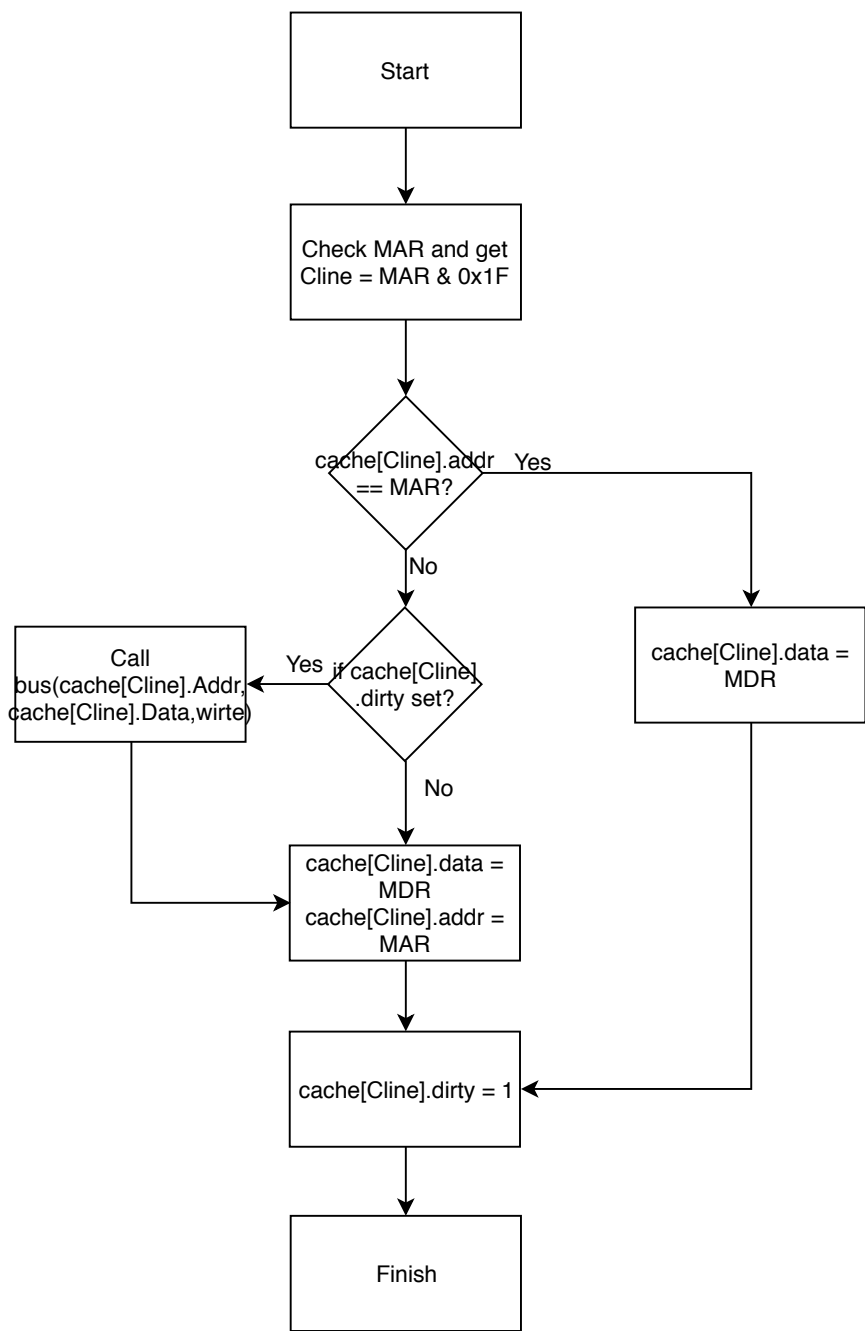 Start
Check MAR and get
Cline = MAR & 0x1F
cache[Cline].addr
== MAR?
Yes
No
Call
bus(cache[Cline].Addr,
cache[Cline].Data,wirte)
Yes
if cache[Cline]
.dirty set?
cache[Cline].data =
MDR
No
cache[Cline].data =
MDR
cache[Cline].addr =
MAR
cache[Cline].dirty = 1
Finish